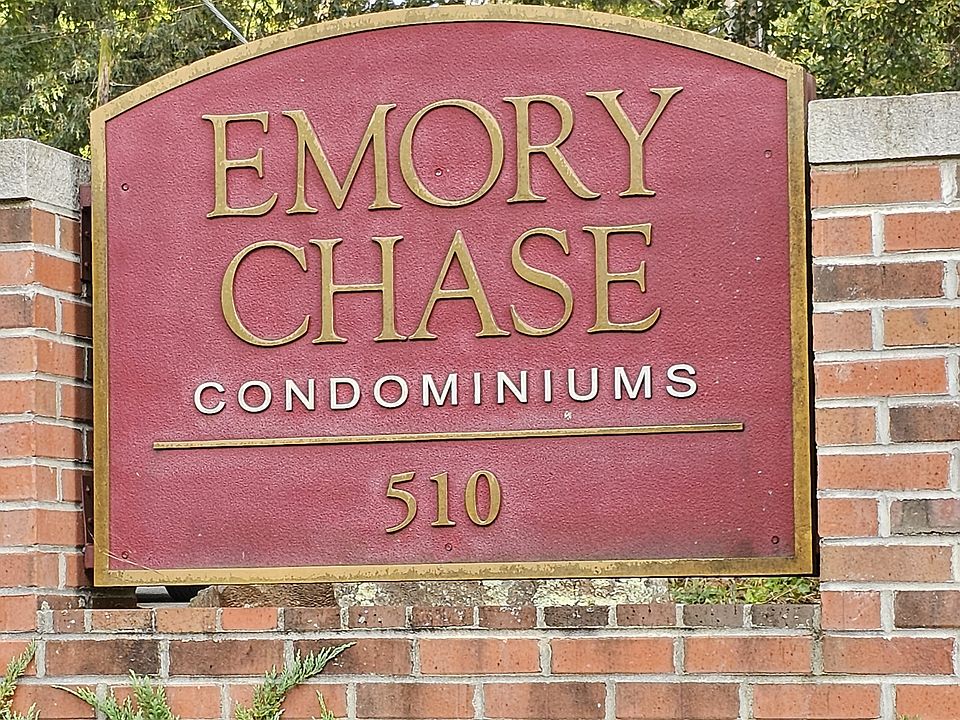 EMORY
CHASE
CONDOMINIUMS
510